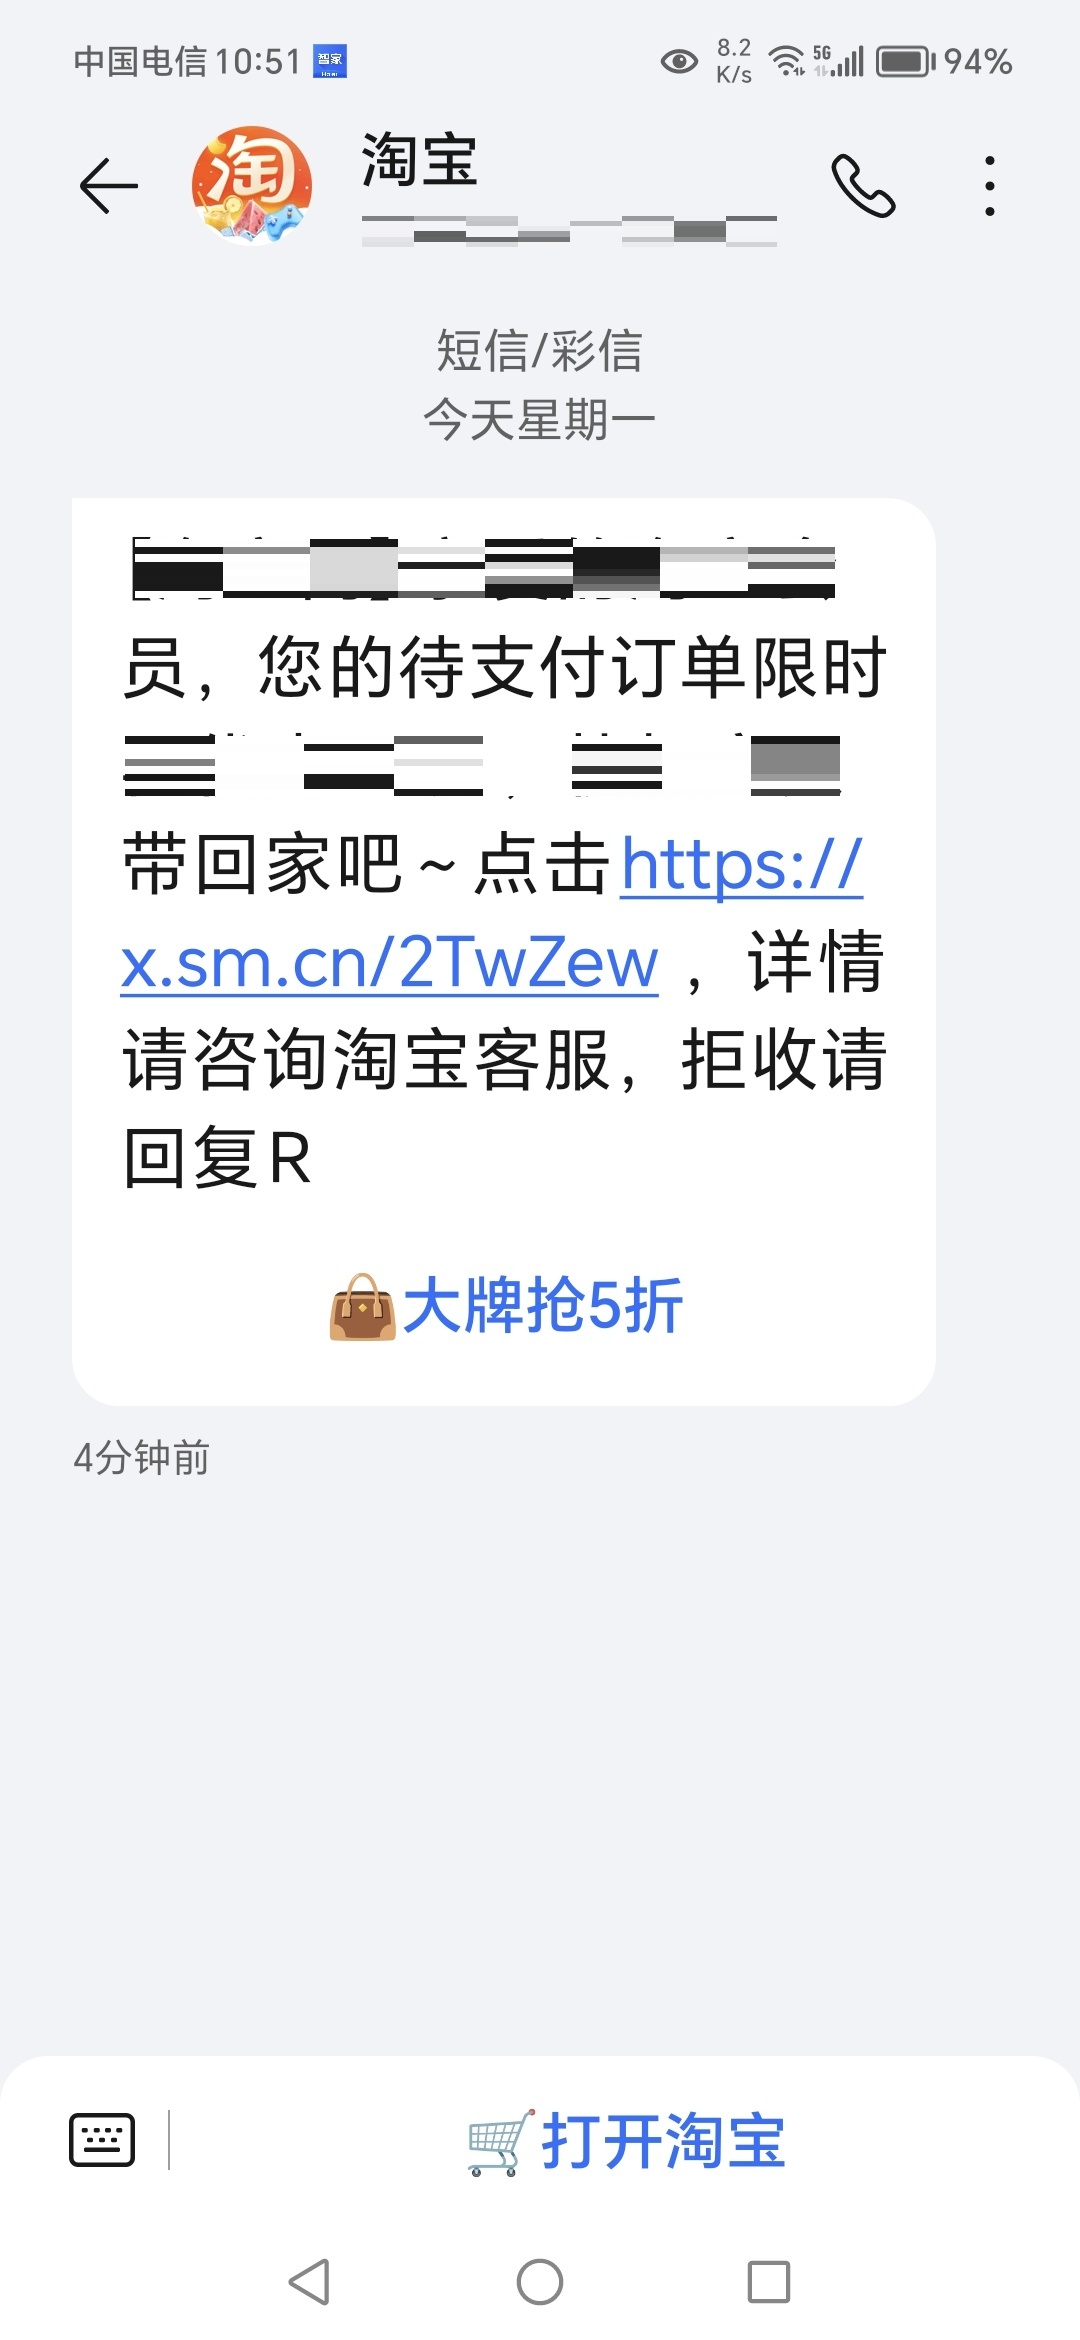 中国电信 10:51 智家 8.2 K/s 5G 94%
淘 淘宝
短信/彩信
今天星期一
员，您的待支付订单限时
带回家吧~点击https://
x.sm.cn/2TwZew ，详情
请咨询淘宝客服，拒收请
回复R
👜大牌抢5折
4分钟前
🛒打开淘宝